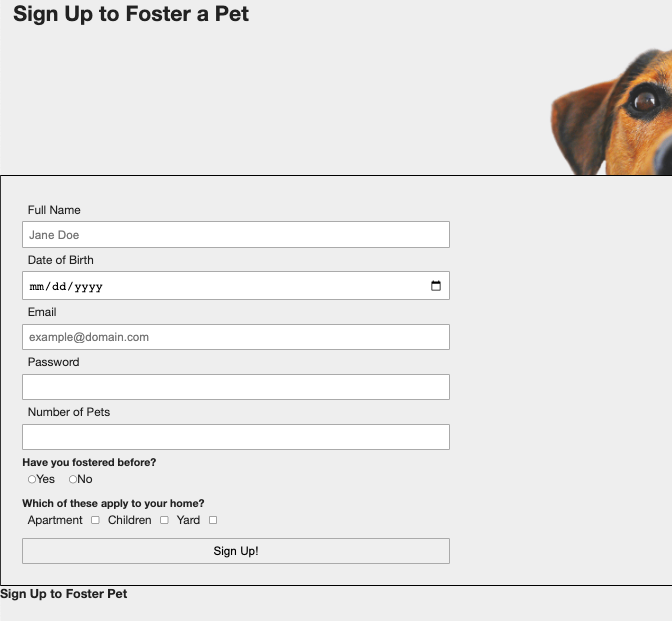 Sign Up to Foster a Pet
Full Name
Jane Doe
Date of Birth
mm/dd/yyyy
Email
example@domain.com
Password
Number of Pets
Have you fostered before?
Yes No
Which of these apply to your home?
Apartment Children Yard
Sign Up!
Sign Up to Foster Pet